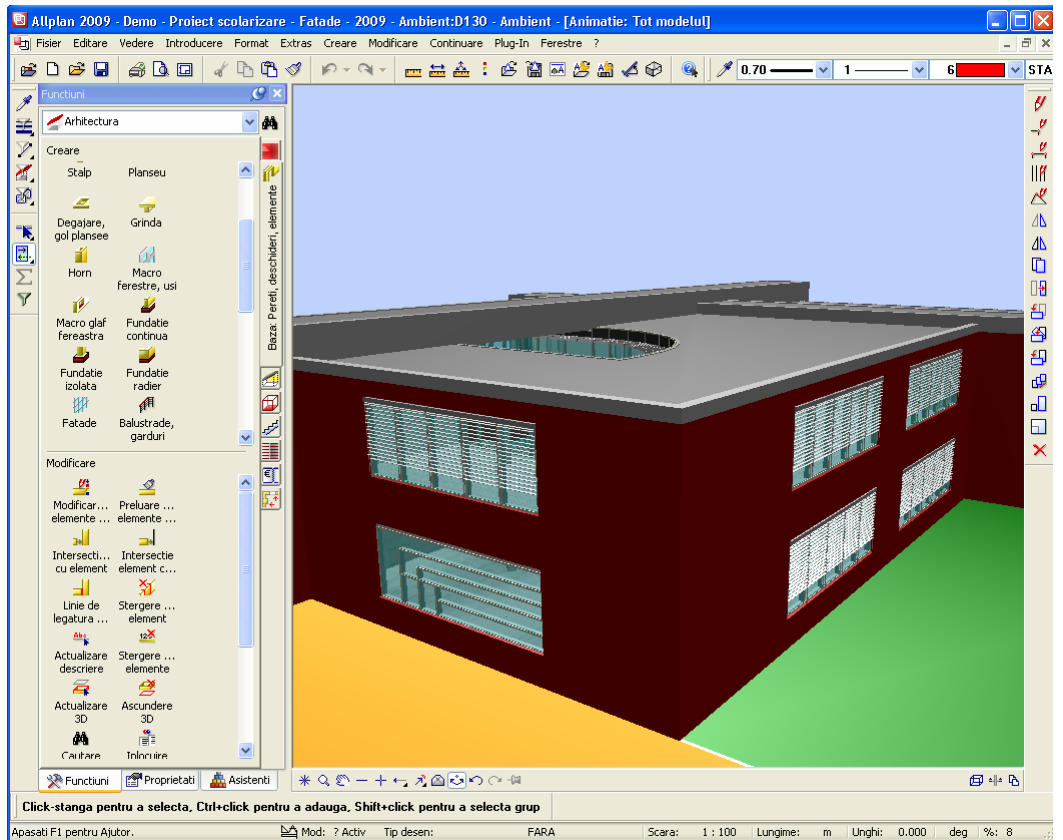 Allplan 2009 - Demo - Proiect scolarizare - Fatade - 2009 - Ambient:D130 - Ambient - [Animatie: Tot modelul]
Fisier Editare Vedere Introducere Format Extras Creare Modificare Continuare Plug-In Ferestre ?
0.70 1 6 STA
Functiuni
Arhitectura
Creare
Stalp Planseu
Degajare, gol plansee
Grinda
Horn
Macro ferestre, usi
Macro glaf fereastra
Fundatie continua
Fundatie izolata
Fundatie radier
Fatade
Balustrade, garduri
Baza: Pereti, deschideri, elemente
Modificare
Modificar... elemente ...
Preluare ... elemente ...
Intersecti... cu element
Intersectie element c...
Linie de legatura ...
Stergere ... element
Abc
Actualizare descriere
Stergere ... elemente
Actualizare 3D
Ascundere 3D
Cautare Inlocuire
Functiuni Proprietati Asistenti
Click-stanga pentru a selecta, Ctrl+click pentru a adauga, Shift+click pentru a selecta grup
Apasati F1 pentru Ajutor. Mod: ? Activ Tip desen: FARA Scara: 1 : 100 Lungime: m Unghi: 0.000 deg %: 8